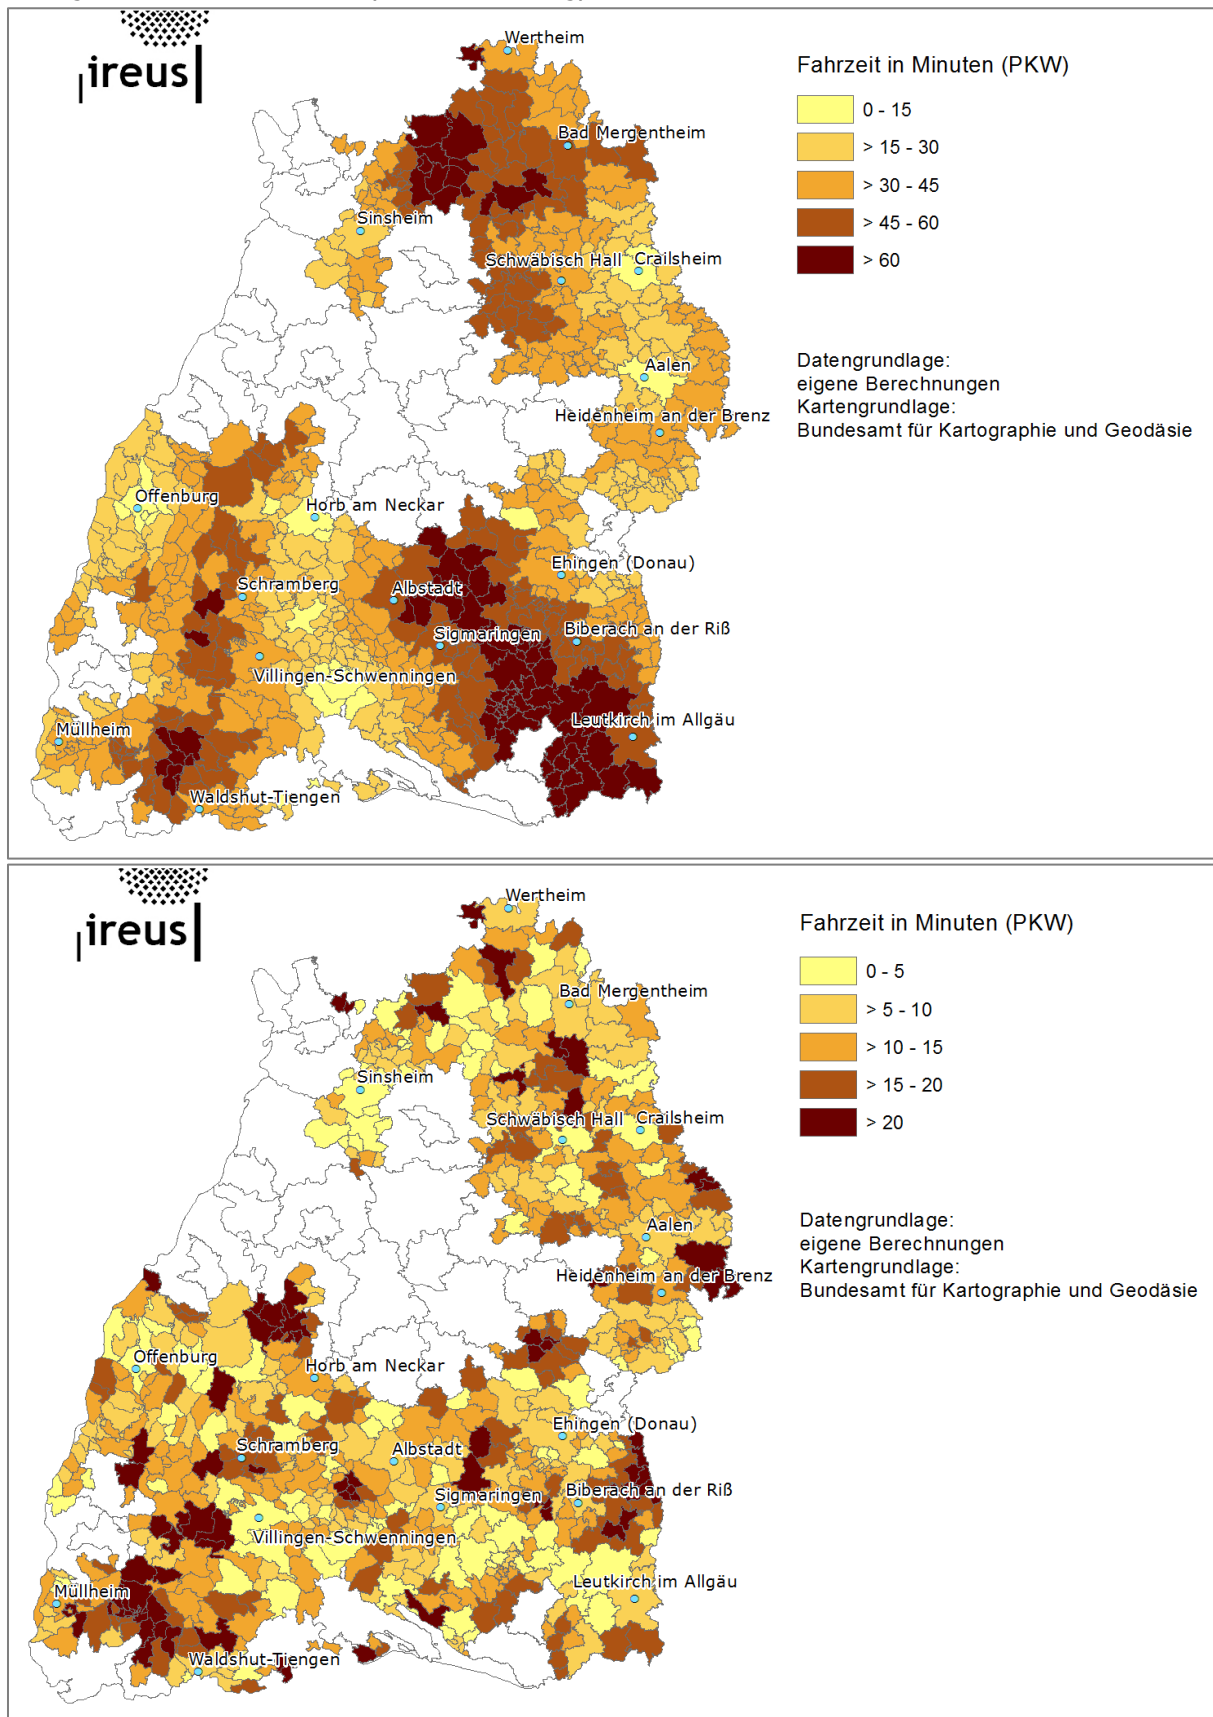 ireus
Wertheim
Bad Mergentheim
Sinsheim
Schwäbisch Hall
Crailsheim
Aalen
Heidenheim an der Brenz
Offenburg
Horb am Neckar
Ehingen (Donau)
Schramberg
Albstadt
Sigmaringen
Biberach an der Riß
Villingen-Schwenningen
Leutkirch im Allgäu
Müllheim
Waldshut-Tiengen
Fahrzeit in Minuten (PKW)
0 - 15
> 15 - 30
> 30 - 45
> 45 - 60
> 60
Datengrundlage:
eigene Berechnungen
Kartengrundlage:
Bundesamt für Kartographie und Geodäsie
ireus
Wertheim
Bad Mergentheim
Sinsheim
Schwäbisch Hall
Crailsheim
Aalen
Heidenheim an der Brenz
Offenburg
Horb am Neckar
Ehingen (Donau)
Schramberg
Albstadt
Sigmaringen
Biberach an der Riß
Villingen-Schwenningen
Leutkirch im Allgäu
Müllheim
Waldshut-Tiengen
Fahrzeit in Minuten (PKW)
0 - 5
> 5 - 10
> 10 - 15
> 15 - 20
> 20
Datengrundlage:
eigene Berechnungen
Kartengrundlage:
Bundesamt für Kartographie und Geodäsie